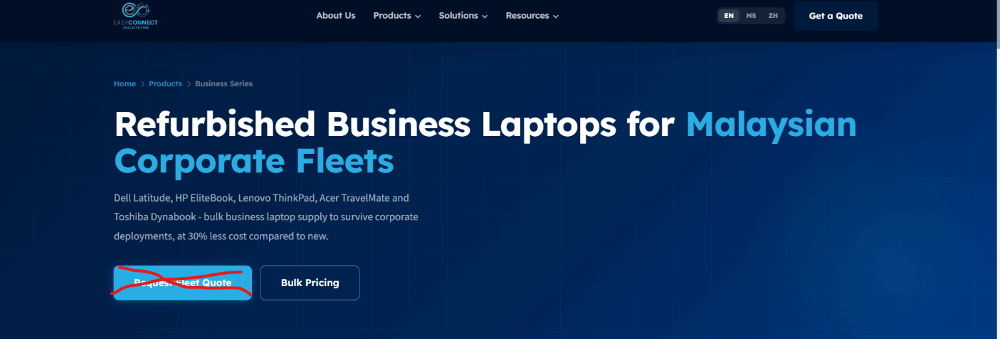 EASYCONNECT
SOLUTIONS
About Us
Products
Solutions
Resources
EN
MS
ZH
Get a Quote
Home > Products > Business Series
Refurbished Business Laptops for Malaysian
Corporate Fleets
Dell Latitude, HP EliteBook, Lenovo ThinkPad, Acer TravelMate and
Toshiba Dynabook - bulk business laptop supply to survive corporate
deployments, at 30% less cost compared to new.
Request Fleet Quote
Bulk Pricing